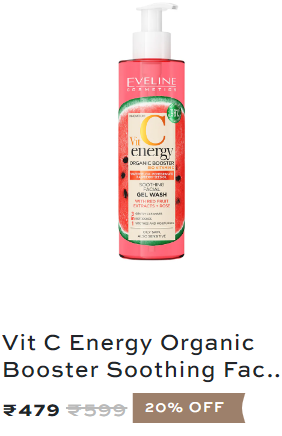 EVELINE
COSMETICS
Vit C
energy
ORGANIC BOOSTER
SOOTHING
FACIAL
GEL WASH
WITH RED FRUIT
EXTRACTS + ROSE
Vit C Energy Organic
Booster Soothing Fac..
₹479 ₹599 20% OFF